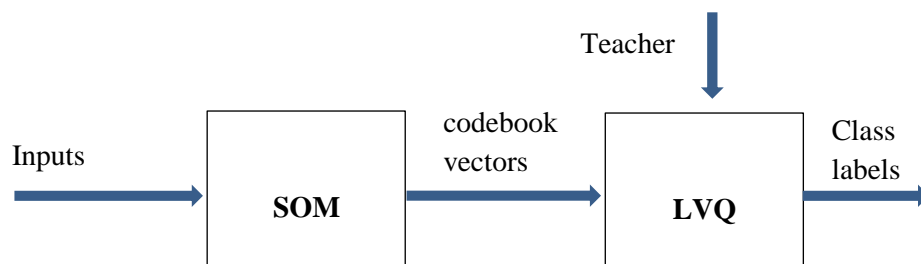 Teacher
Inputs
SOM
codebook
vectors
LVQ
Class
labels